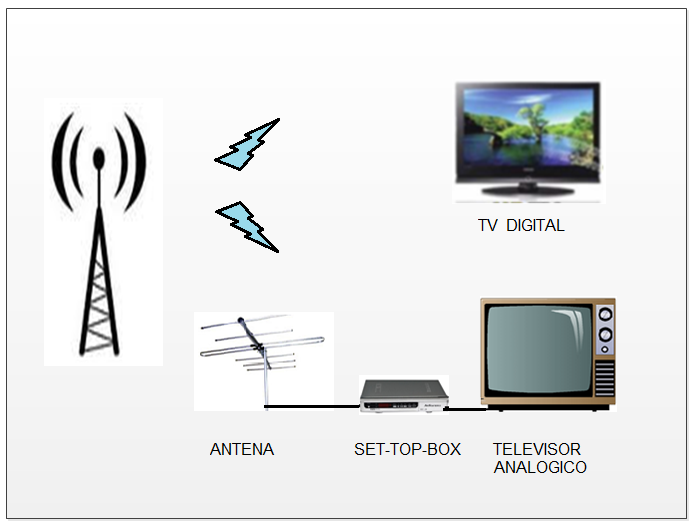 TV DIGITAL
ANTENA
SET-TOP-BOX
TELEVISOR
ANALOGICO